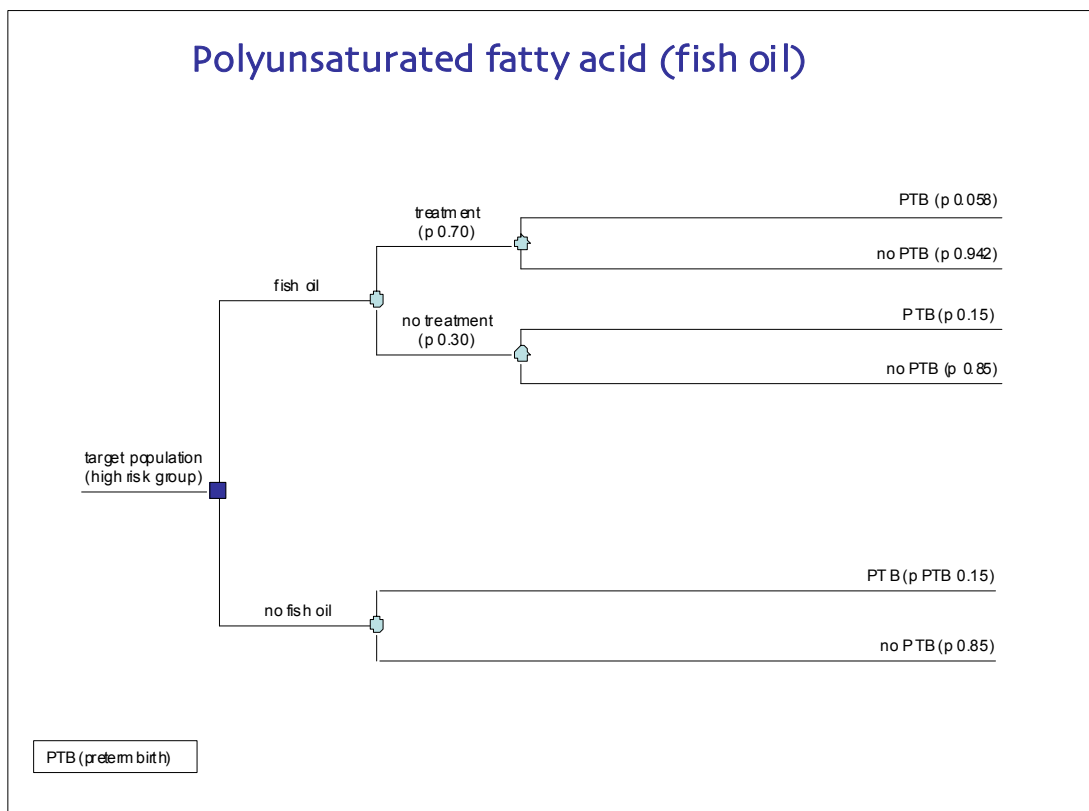 Polyunsaturated fatty acid (fish oil)
PTB (p 0.058)
treatment
(p 0.70)
no PTB (p 0.942)
fish oil
PTB (p 0.15)
no treatment
(p 0.30)
no PTB (p 0.85)
target population
(high risk group)
PTB (p PTB 0.15)
no fish oil
no PTB (p 0.85)
PTB (preterm birth)